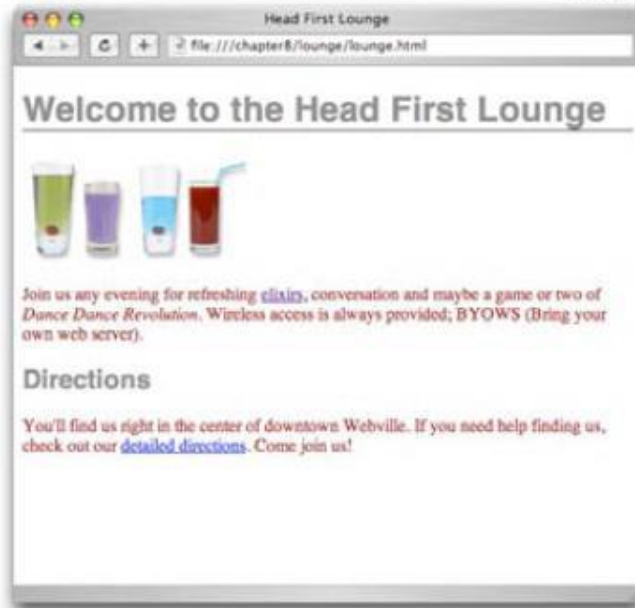 Head First Lounge
file:///chapter8/lounge/lounge.html
Welcome to the Head First Lounge
Join us any evening for refreshing elixirs, conversation and maybe a game or two of
Dance Dance Revolution. Wireless access is always provided; BYOWS (Bring your
own web server).
Directions
You'll find us right in the center of downtown Webville. If you need help finding us,
check out our detailed directions. Come join us!